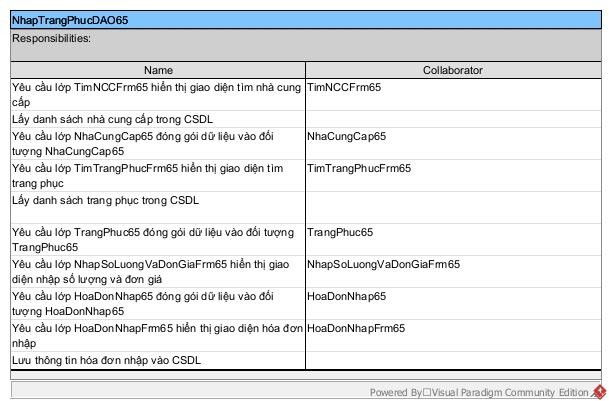 NhapTrangPhucDAO65
Responsibilities:
Name Collaborator
Yêu cầu lớp TimNCCFrm65 hiển thị giao diện tìm nhà cung TimNCCFrm65
cấp
Lấy danh sách nhà cung cấp trong CSDL
Yêu cầu lớp NhaCungCap65 đóng gói dữ liệu vào đối NhaCungCap65
tượng NhaCungCap65
Yêu cầu lớp TimTrangPhucFrm65 hiển thị giao diện tìm TimTrangPhucFrm65
trang phục
Lấy danh sách trang phục trong CSDL
Yêu cầu lớp TrangPhuc65 đóng gói dữ liệu vào đối tượng TrangPhuc65
TrangPhuc65
Yêu cầu lớp NhapSoLuongVaDonGiaFrm65 hiển thị giao NhapSoLuongVaDonGiaFrm65
diện nhập số lượng và đơn giá
Yêu cầu lớp HoaDonNhap65 đóng gói dữ liệu vào đối HoaDonNhap65
tượng HoaDonNhap65
Yêu cầu lớp HoaDonNhapFrm65 hiển thị giao diện hóa đơn HoaDonNhapFrm65
nhập
Lưu thông tin hóa đơn nhập vào CSDL
Powered By□Visual Paradigm Community Edition